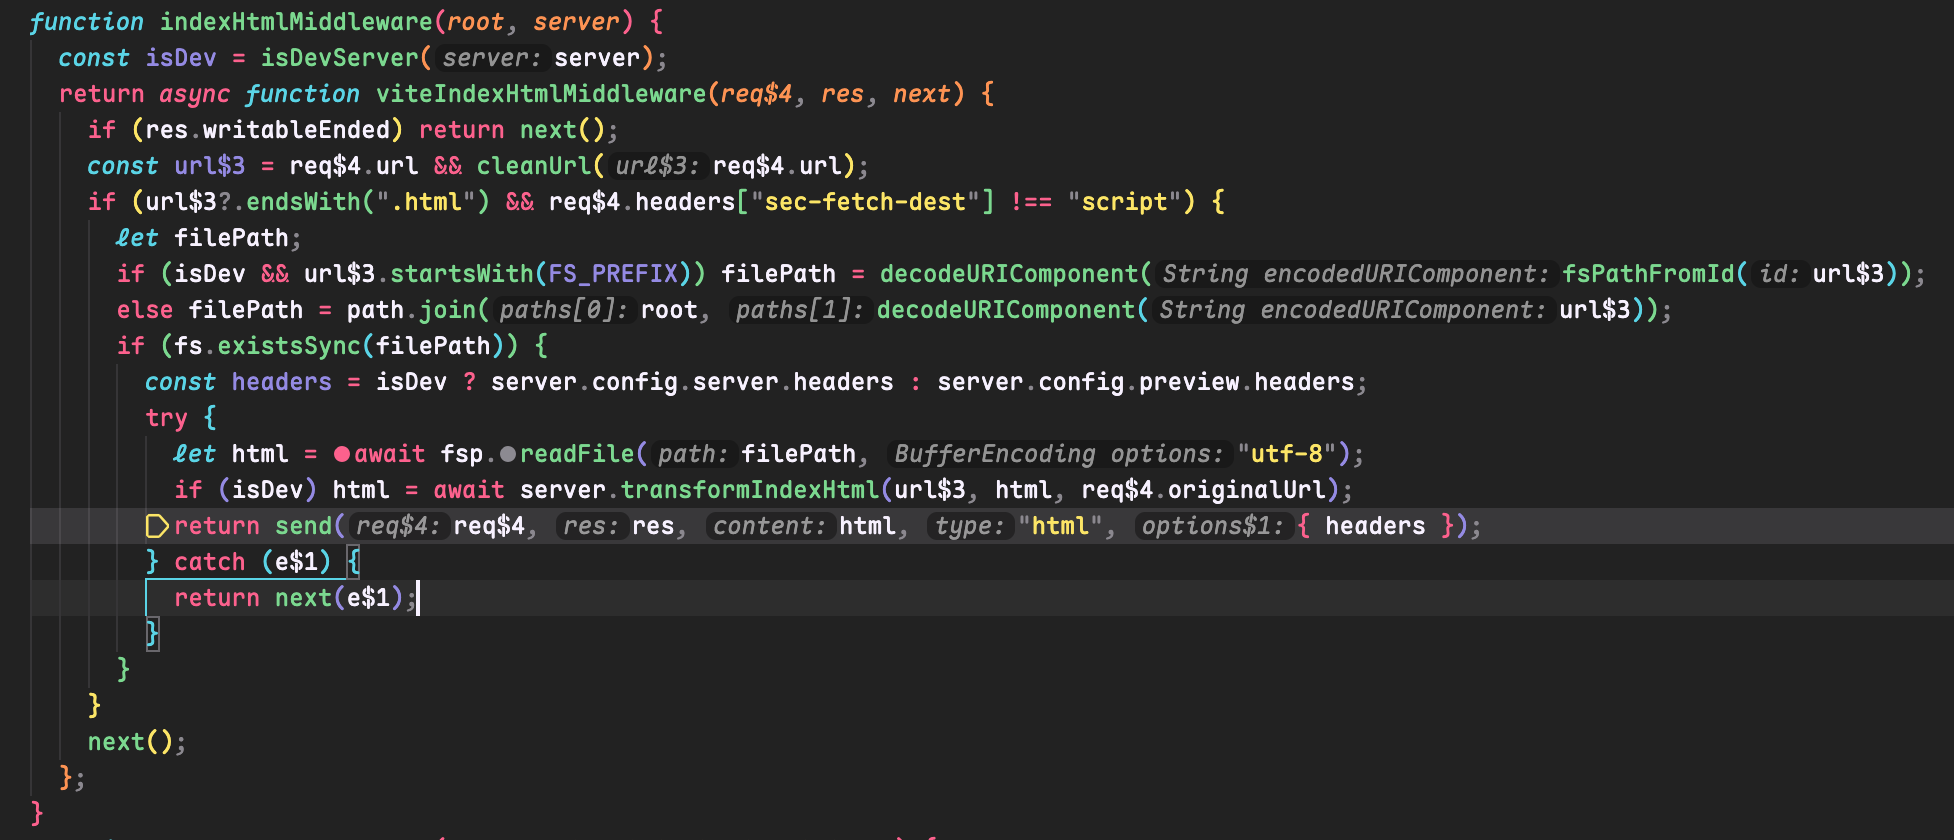 function indexHtmlMiddleware(root, server) {
const isDev = isDevServer( server: server);
return async function viteIndexHtmlMiddleware(req$4, res, next) {
if (res.writableEnded) return next();
const url$3 = req$4.url && cleanUrl( url$3: req$4.url);
if (url$3?.endsWith(".html") && req$4.headers["sec-fetch-dest"] !== "script") {
let filePath;
if (isDev && url$3.startsWith(FS_PREFIX)) filePath = decodeURIComponent( String encodedURIComponent: fsPathFromId( id: url$3));
else filePath = path.join( paths[0]: root, paths[1]: decodeURIComponent( String encodedURIComponent: url$3));
if (fs.existsSync(filePath)) {
const headers = isDev ? server.config.server.headers : server.config.preview.headers;
try {
let html = await fsp.readFile( path: filePath, BufferEncoding options: "utf-8");
if (isDev) html = await server.transformIndexHtml(url$3, html, req$4.originalUrl);
return send( req$4: req$4, res: res, content: html, type: "html", options$1: { headers });
} catch (e$1) {
return next(e$1);
}
}
}
next();
};
}